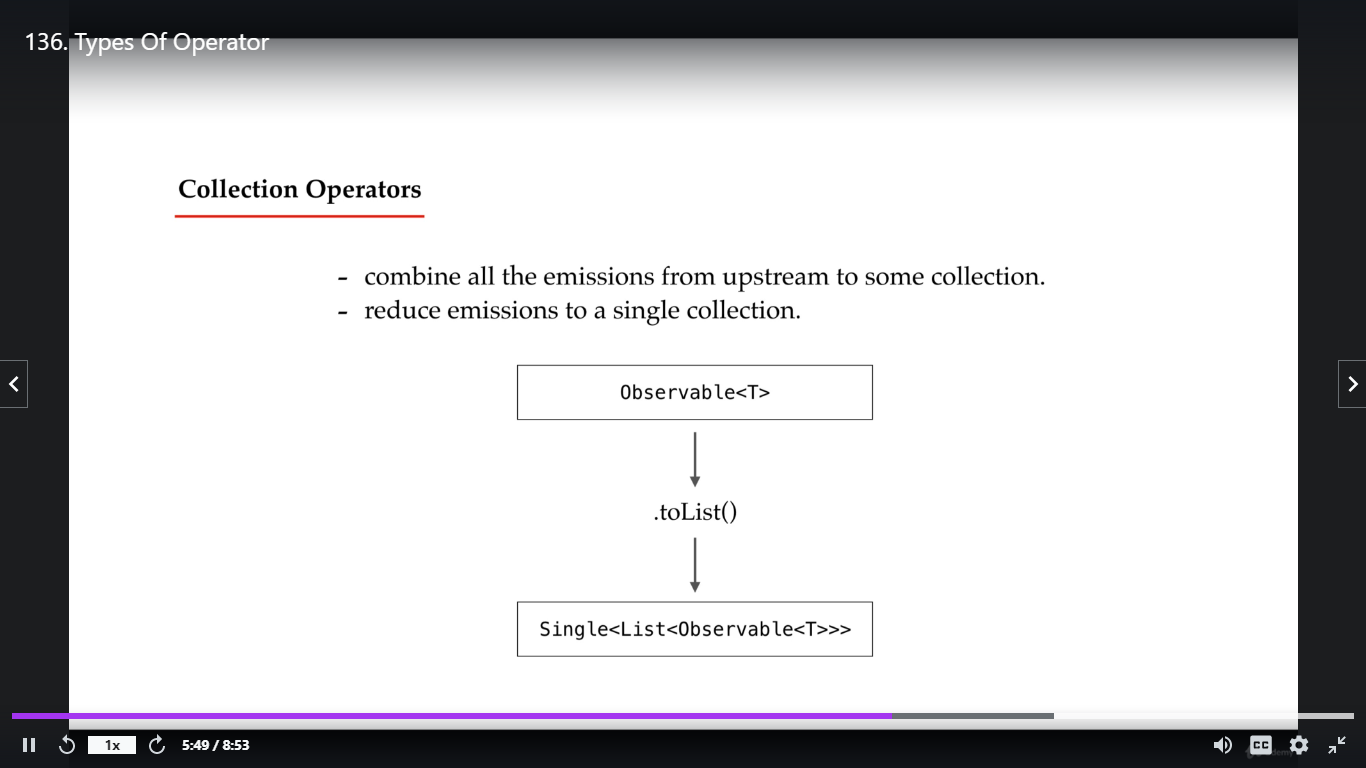 136. Types Of Operator
Collection Operators
- combine all the emissions from upstream to some collection.
- reduce emissions to a single collection.
Observable<T>
.toList()
Single<List<Observable<T>>>
1x
5:49 / 8:53
CC